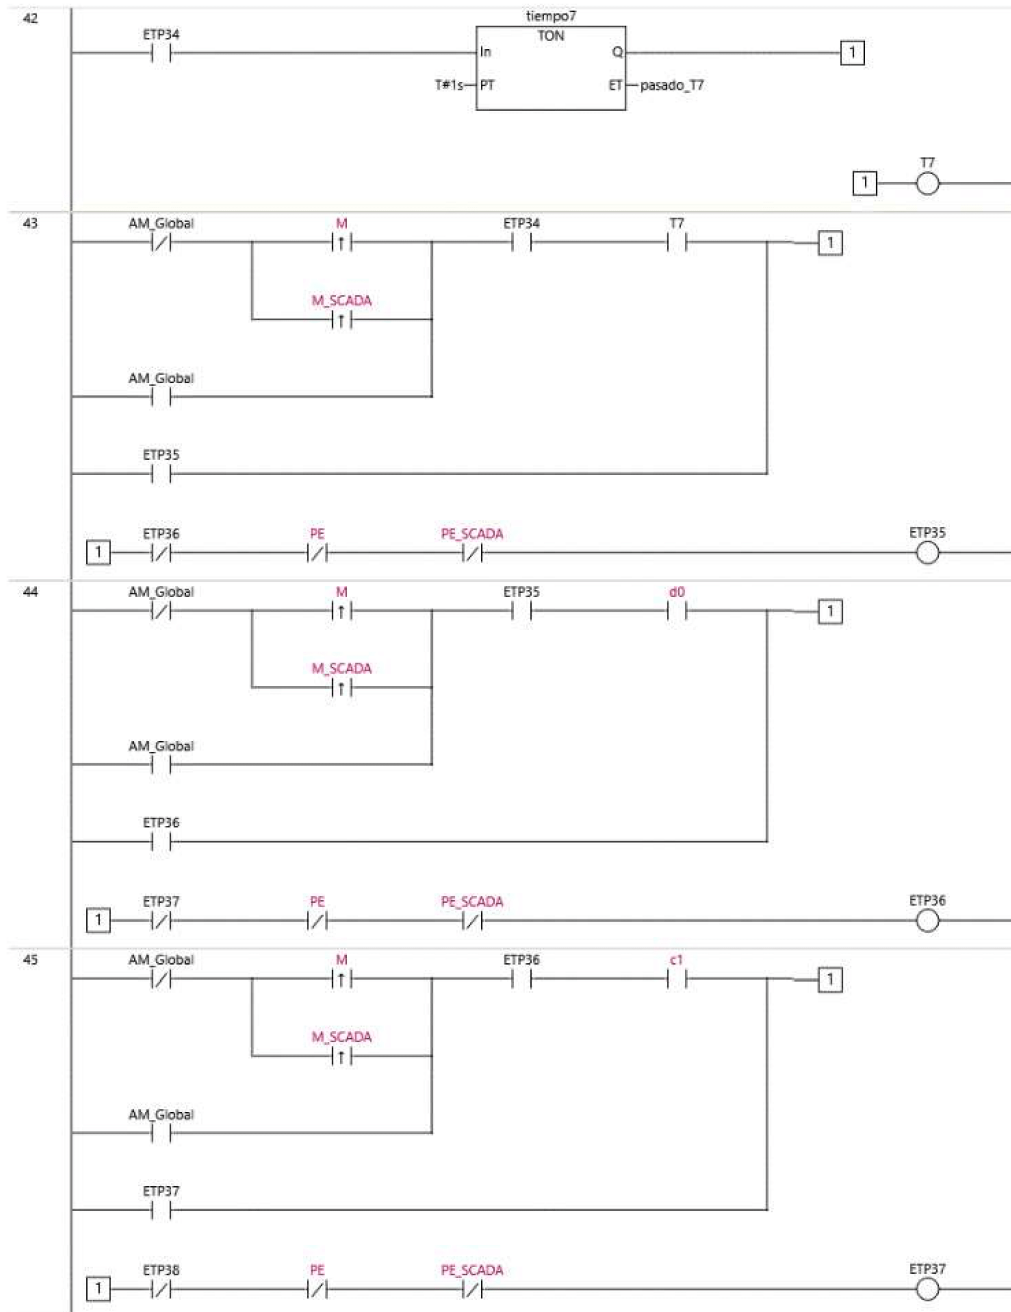 42
tiempo7
ETP34
TON
In
Q
1
T#1s
PT
ET
pasado_T7
T7
1
43
AM_Global
M
ETP34
T7
1
M_SCADA
AM_Global
ETP35
1
ETP36
PE
PE_SCADA
ETP35
44
AM_Global
M
ETP35
d0
1
M_SCADA
AM_Global
ETP36
1
ETP37
PE
PE_SCADA
ETP36
45
AM_Global
M
ETP36
c1
1
M_SCADA
AM_Global
ETP37
1
ETP38
PE
PE_SCADA
ETP37